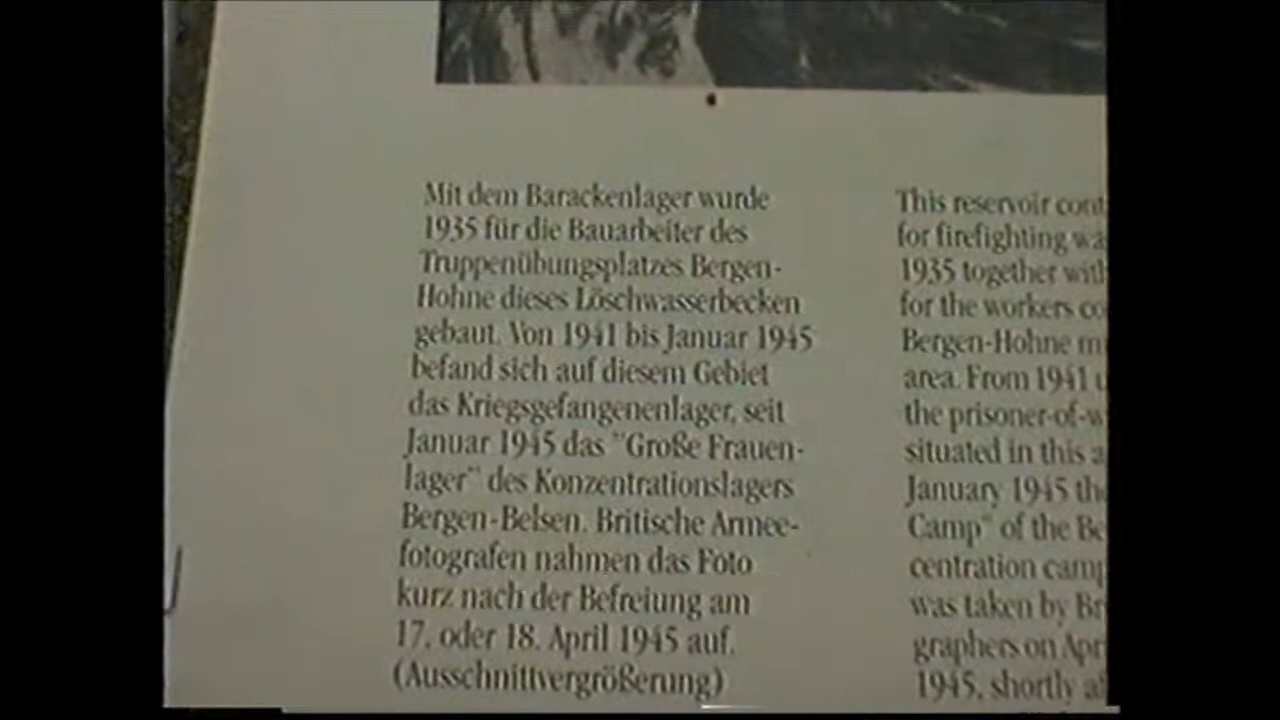 Mit dem Barackenlager wurde
1935 für die Bauarbeiter des
Truppenübungsplatzes Bergen-
Hohne dieses Löschwasserbecken
gebaut. Von 1941 bis Januar 1945
befand sich auf diesem Gebiet
das Kriegsgefangenenlager, seit
Januar 1945 das "Große Frauen-
lager" des Konzentrationslagers
Bergen-Belsen. Britische Armee-
fotografen nahmen das Foto
kurz nach der Befreiung am
17. oder 18. April 1945 auf.
(Ausschnittvergrößerung)
This reservoir
for firefighting
1935 together
for the workers
Bergen-Hohne
area. From 1941
the
situated in this
January 1945
Camp" of the
centration
was taken by
graphers on
1945, shortly